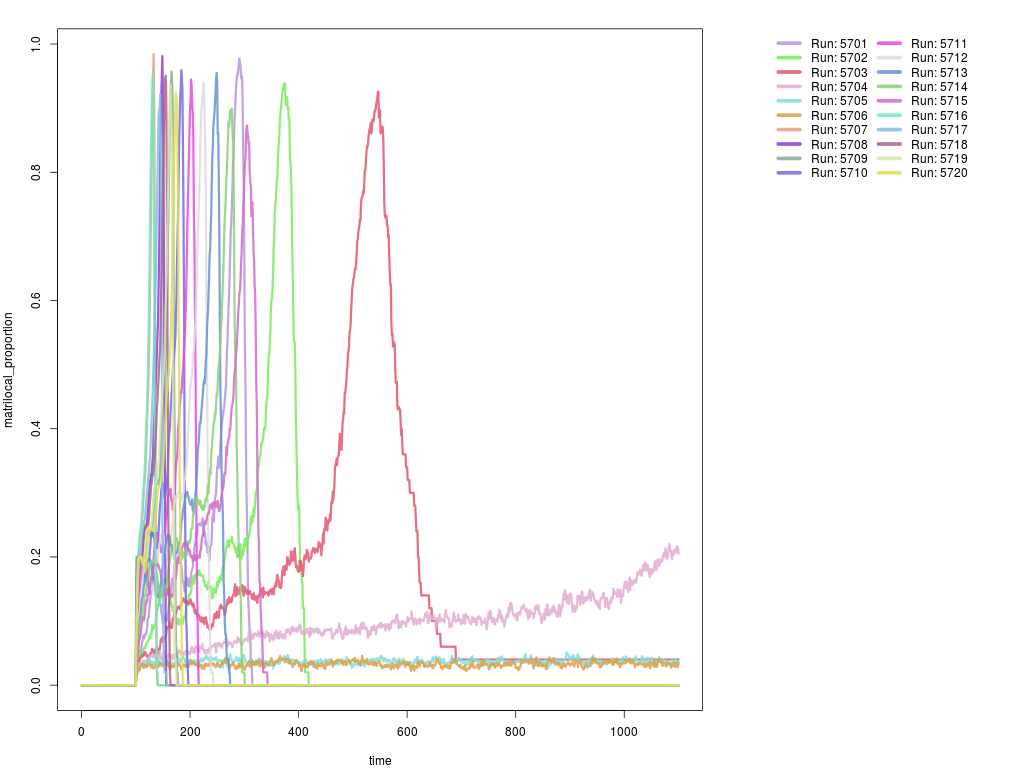 1.0
0.8
0.6
0.4
0.2
0.0
matrilocal_proportion
0
200
400
600
800
1000
time
Run: 5701
Run: 5702
Run: 5703
Run: 5704
Run: 5705
Run: 5706
Run: 5707
Run: 5708
Run: 5709
Run: 5710
Run: 5711
Run: 5712
Run: 5713
Run: 5714
Run: 5715
Run: 5716
Run: 5717
Run: 5718
Run: 5719
Run: 5720